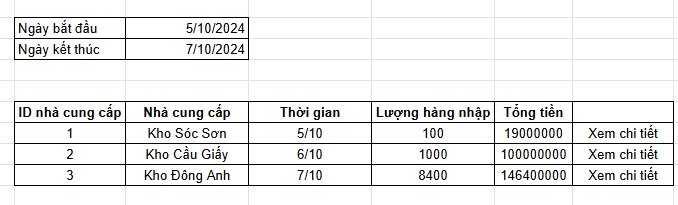 Ngày bắt đầu 5/10/2024
Ngày kết thúc 7/10/2024
ID nhà cung cấp Nhà cung cấp Thời gian Lượng hàng nhập Tổng tiền
1 Kho Sóc Sơn 5/10 100 19000000 Xem chi tiết
2 Kho Cầu Giấy 6/10 1000 100000000 Xem chi tiết
3 Kho Đông Anh 7/10 8400 146400000 Xem chi tiết